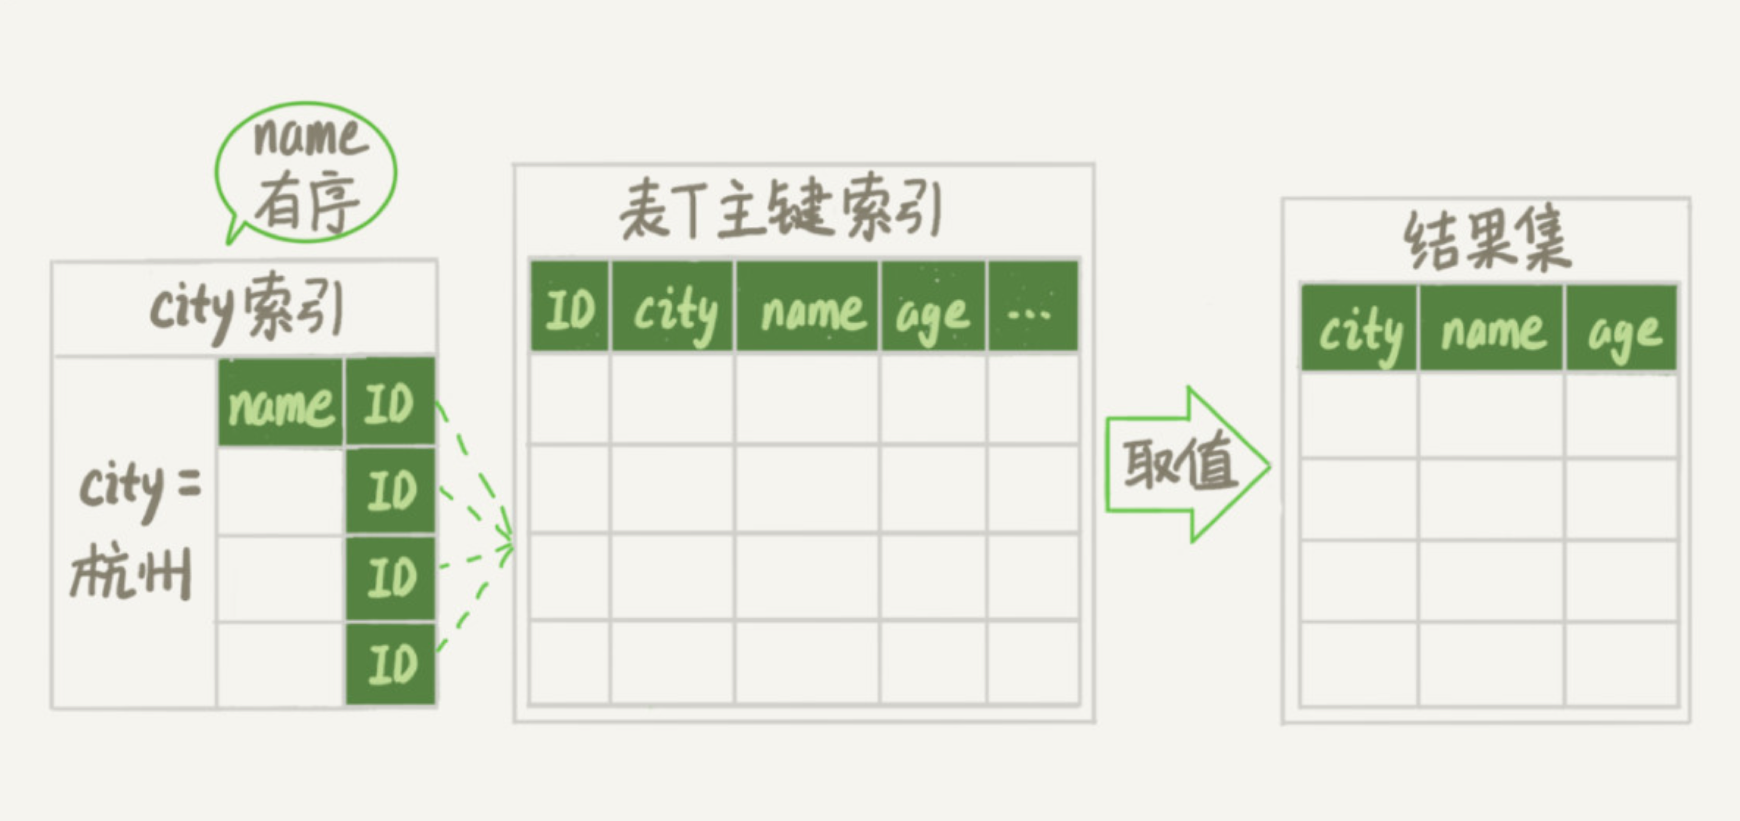 name
有序
city索引
name ID
city =
杭州
ID
ID
ID
表T主键索引
ID city name age ...
取值
结果集
city name age